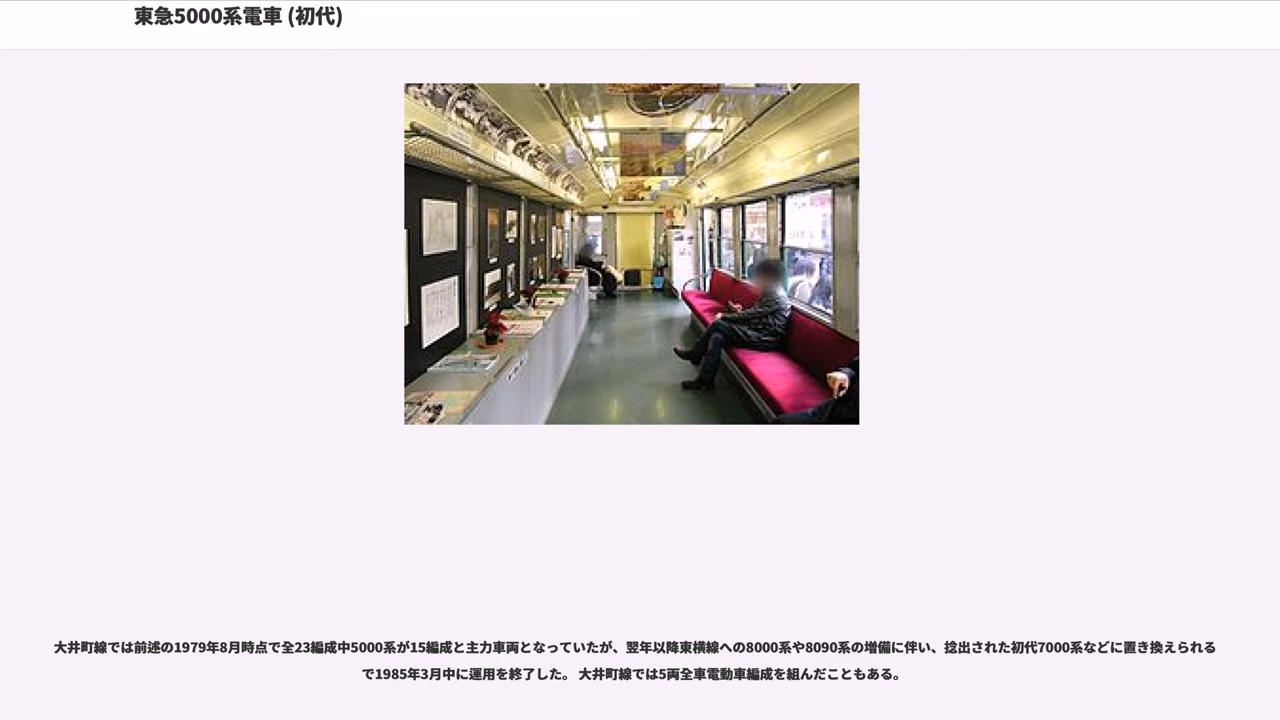 東急5000系電車 (初代)
大井町線では前述の1979年8月時点で全23編成中5000系が15編成と主力車両となっていたが、翌年以降東横線への8000系や8090系の増備に伴い、捻出された初代7000系などに置き換えられる
で1985年3月中に運用を終了した。 大井町線では5両全車電動車編成を組んだこともある。